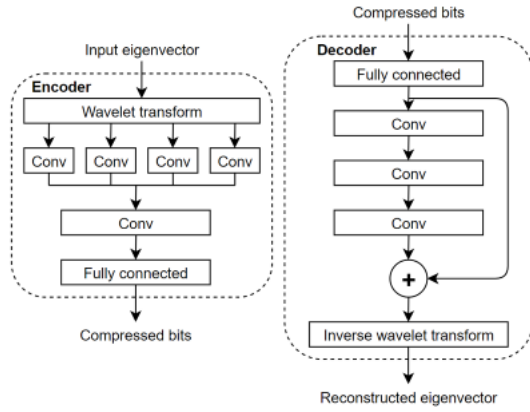 Input eigenvector
Encoder
Wavelet transform
Conv Conv Conv Conv
Conv
Fully connected
Compressed bits
Compressed bits
Decoder
Fully connected
Conv
Conv
Conv
+
Inverse wavelet transform
Reconstructed eigenvector